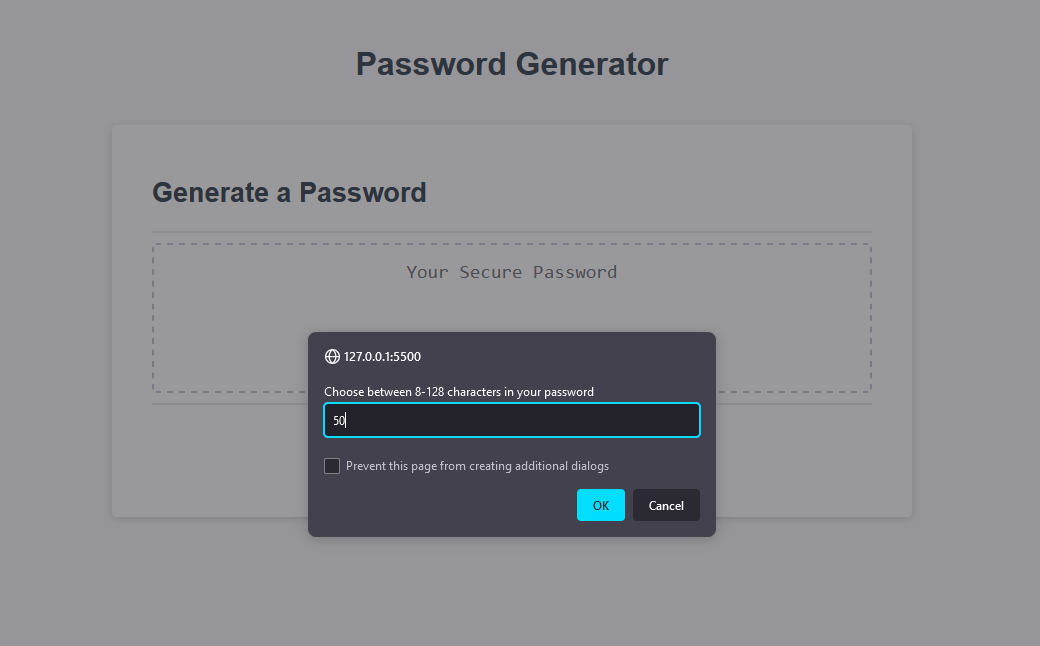 Password Generator
Generate a Password
Your Secure Password
127.0.0.1:5500
Choose between 8-128 characters in your password
50
Prevent this page from creating additional dialogs
OK Cancel